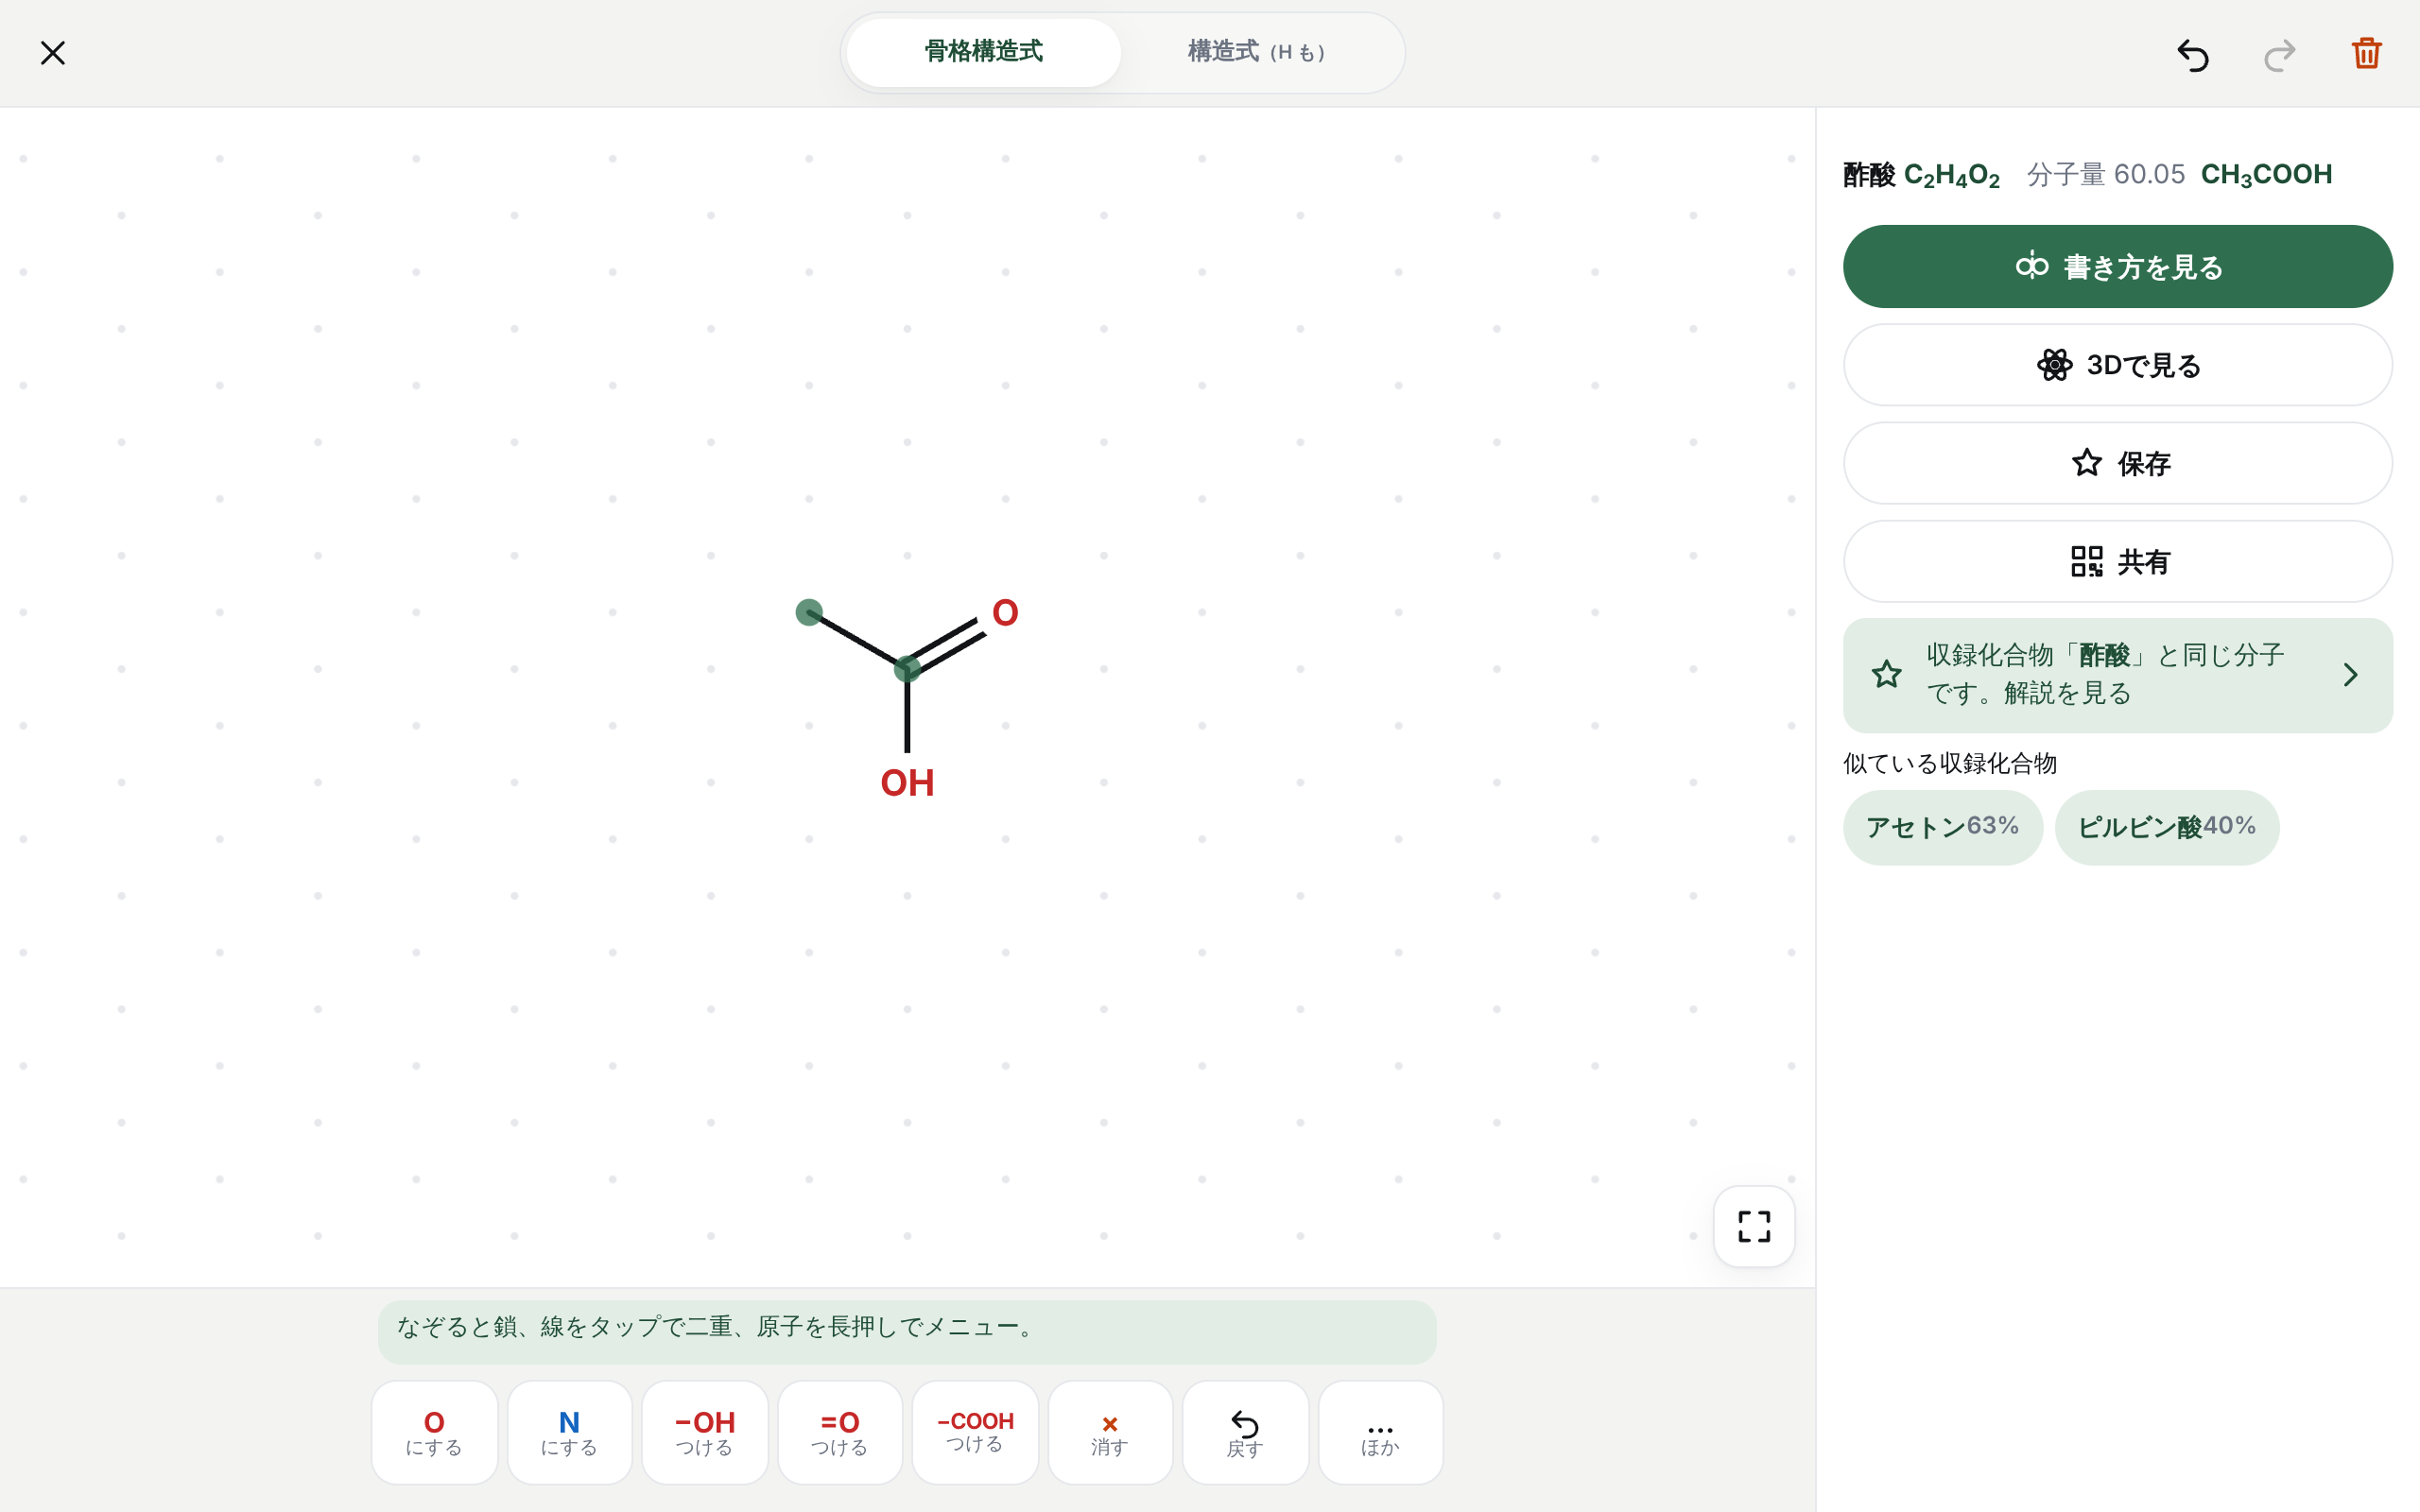 骨格構造式
構造式（H も）
酢酸 C₂H₄O₂ 分子量 60.05 CH₃COOH
書き方を見る
3Dで見る
保存
共有
収録化合物「酢酸」と同じ分子
です。解説を見る
似ている収録化合物
アセトン63% ピルビン酸40%
O
OH
なぞると鎖、線をタップで二重、原子を長押しでメニュー。
O
にする
N
にする
−OH
つける
=O
つける
−COOH
つける
×
消す
戻す
…
ほか